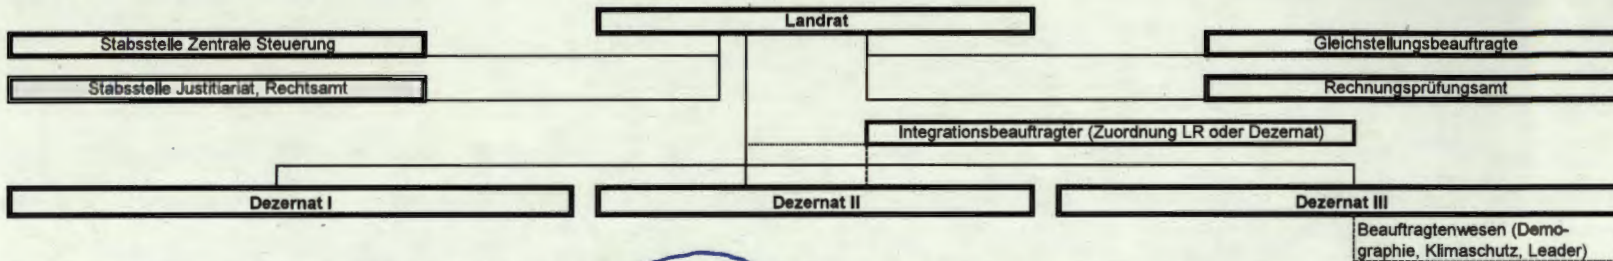 Landrat
Stabsstelle Zentrale Steuerung
Gleichstellungsbeauftragte
Stabsstelle Justitiariat, Rechtsamt
Rechnungsprüfungsamt
Integrationsbeauftragter (Zuordnung LR oder Dezernat)
Dezernat I
Dezernat II
Dezernat III
Beauftragtenwesen (Demo-
graphie, Klimaschutz, Leader)